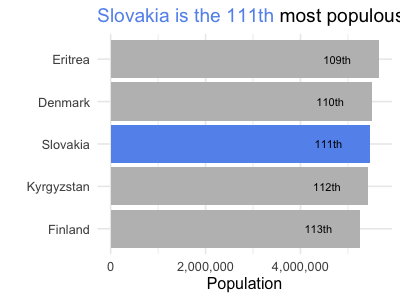 Slovakia is the 111th most populous
Eritrea 109th
Denmark 110th
Slovakia 111th
Kyrgyzstan 112th
Finland 113th
0 2,000,000 4,000,000
Population